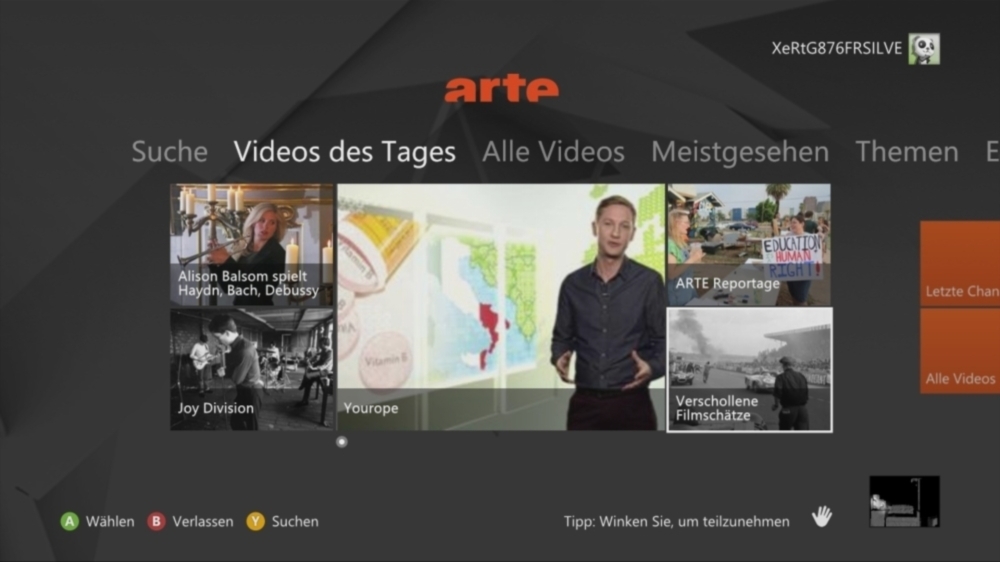 XeRtG876FRSILVE
arte
Suche Videos des Tages Alle Videos Meistgesehen Themen E
Alison Balsom spielt
Haydn, Bach, Debussy
Vitamin B
EDUCATION
HUMAN
RIGHT!
ARTE Reportage
Letzte Chan
Joy Division
Yourope
Verschollene
Filmschätze
Alle Videos
A Wählen B Verlassen Y Suchen
Tipp: Winken Sie, um teilzunehmen